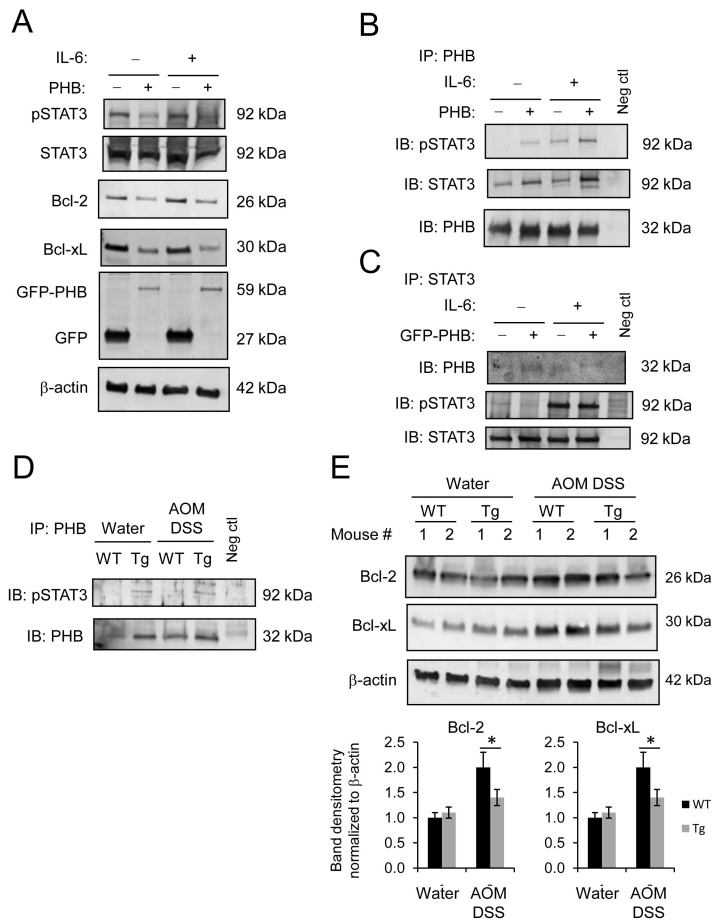 A
IL-6: – +
PHB: – + – +
pSTAT3 92 kDa
STAT3 92 kDa
Bcl-2 26 kDa
Bcl-xL 30 kDa
GFP-PHB 59 kDa
GFP 27 kDa
β-actin 42 kDa
B
IP: PHB
IL-6: – +
PHB: – + – + Neg ctl
IB: pSTAT3 92 kDa
IB: STAT3 92 kDa
IB: PHB 32 kDa
C
IP: STAT3
IL-6: – +
GFP-PHB: – + – + Neg ctl
IB: PHB 32 kDa
IB: pSTAT3 92 kDa
IB: STAT3 92 kDa
D
IP: PHB Water AOM DSS Neg ctl
WT Tg WT Tg
IB: pSTAT3 92 kDa
IB: PHB 32 kDa
E
Water AOM DSS
WT Tg WT Tg
Mouse # 1 2 1 2 1 2 1 2
Bcl-2 26 kDa
Bcl-xL 30 kDa
β-actin 42 kDa
Band densitometry
normalized to β-actin
Bcl-2
2.5
2.0
1.5
1.0
0.5
0.0
*
Water AOM
DSS
Bcl-xL
2.5
2.0
1.5
1.0
0.5
0.0
*
Water AOM
DSS
WT
Tg